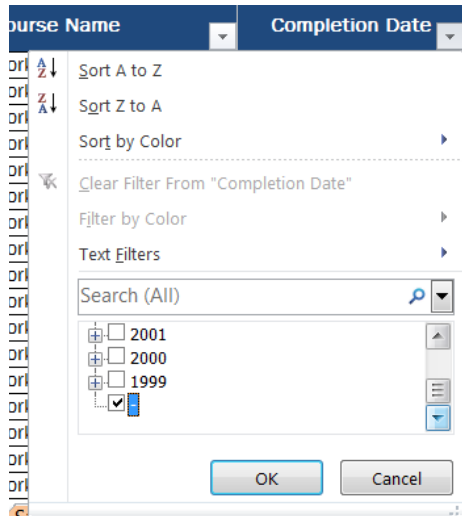 ourse Name Completion Date
Sort A to Z
Sort Z to A
Sort by Color
Clear Filter From "Completion Date"
Filter by Color
Text Filters
Search (All)
2001
2000
1999
-
OK Cancel